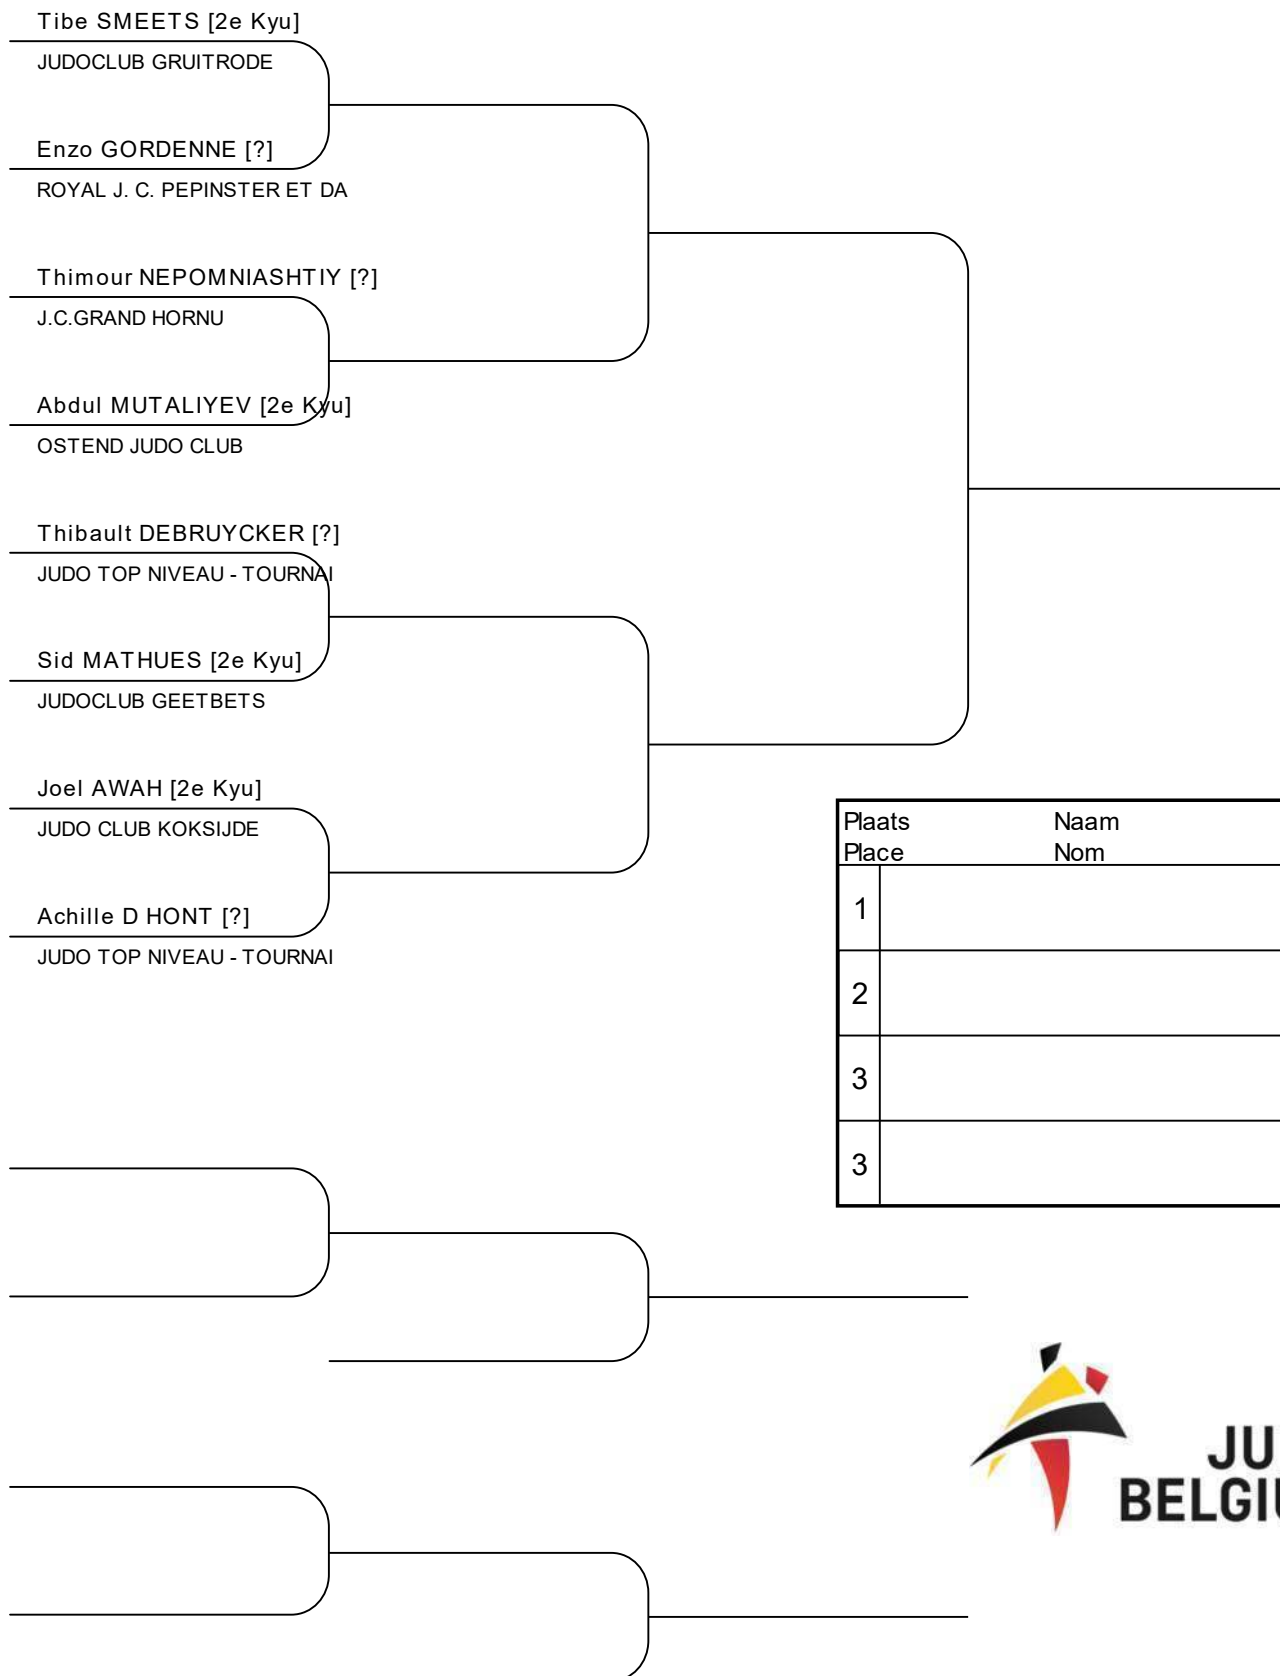 Tibe SMEETS [2e Kyu]
JUDOCLUB GRUITRODE
Enzo GORDENNE [?]
ROYAL J. C. PEPINSTER ET DA
Thimour NEPOMNIASHTIY [?]
J.C.GRAND HORNU
Abdul MUTALIYEV [2e Kyu]
OSTEND JUDO CLUB
Thibault DEBRUYCKER [?]
JUDO TOP NIVEAU - TOURNAI
Sid MATHUES [2e Kyu]
JUDOCLUB GEETBETS
Joel AWAH [2e Kyu]
JUDO CLUB KOKSIJDE
Achille D HONT [?]
JUDO TOP NIVEAU - TOURNAI
Plaats Naam
Place Nom
1
2
3
3
JU
BELGIU